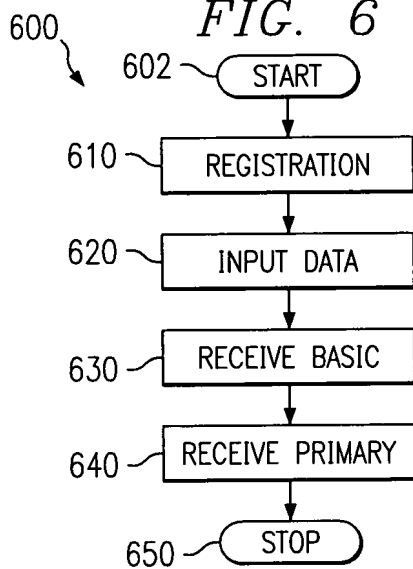 FIG. 6
600
602
START
610
REGISTRATION
620
INPUT DATA
630
RECEIVE BASIC
640
RECEIVE PRIMARY
650
STOP